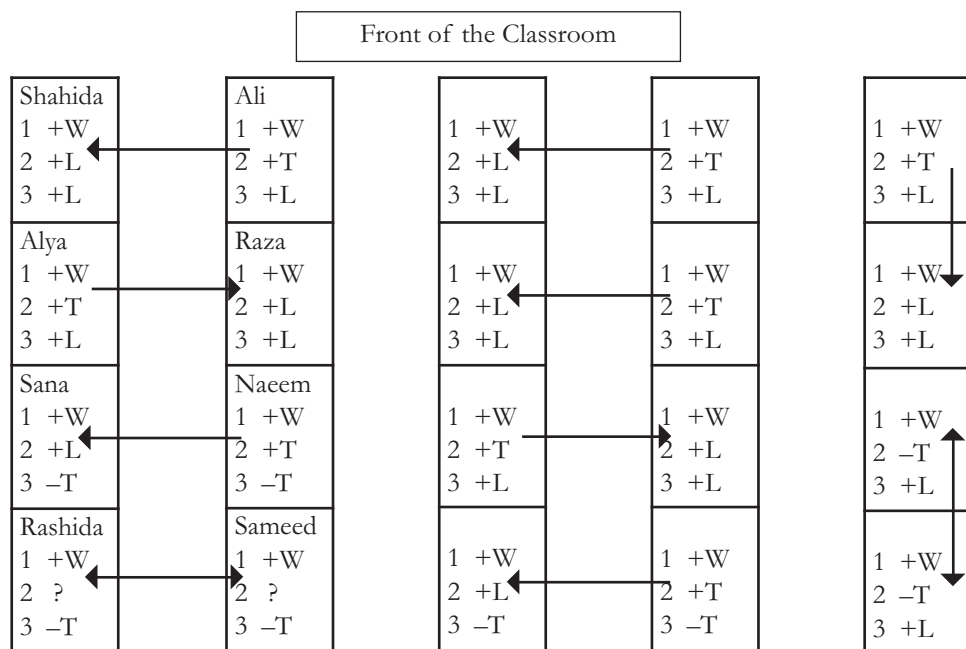 Front of the Classroom
Shahida
1 +W
2 +L
3 +L
Ali
1 +W
2 +T
3 +L
1 +W
2 +L
3 +L
1 +W
2 +T
3 +L
1 +W
2 +T
3 +L
Alya
1 +W
2 +T
3 +L
Raza
1 +W
2 +L
3 +L
1 +W
2 +L
3 +L
1 +W
2 +T
3 +L
1 +W
2 +L
3 +L
Sana
1 +W
2 +L
3 –T
Naeem
1 +W
2 +T
3 –T
1 +W
2 +T
3 +L
1 +W
2 +L
3 +L
1 +W
2 –T
3 +L
Rashida
1 +W
2 ?
3 –T
Sameed
1 +W
2 ?
3 –T
1 +W
2 +L
3 –T
1 +W
2 +T
3 –T
1 +W
2 –T
3 +L